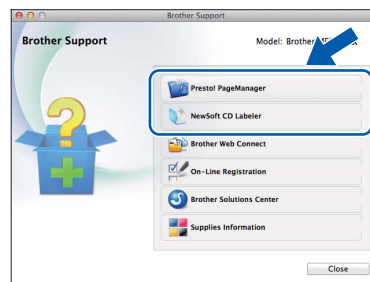 Brother Support
Brother Support
Model: Brother
Presto! PageManager
NewSoft CD Labeler
Brother Web Connect
On-Line Registration
Brother Solutions Center
Supplies Information
Close